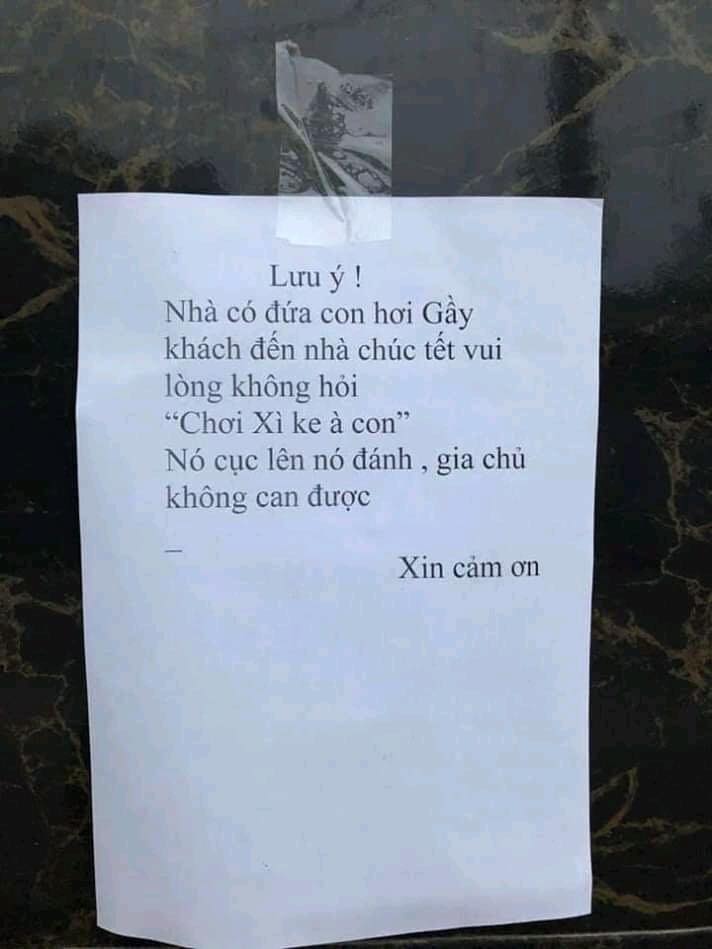 Lưu ý !
Nhà có đứa con hơi Gầy
khách đến nhà chúc tết vui
lòng không hỏi
“Chơi Xì ke à con”
Nó cục lên nó đánh , gia chủ
không can được
_
Xin cảm ơn